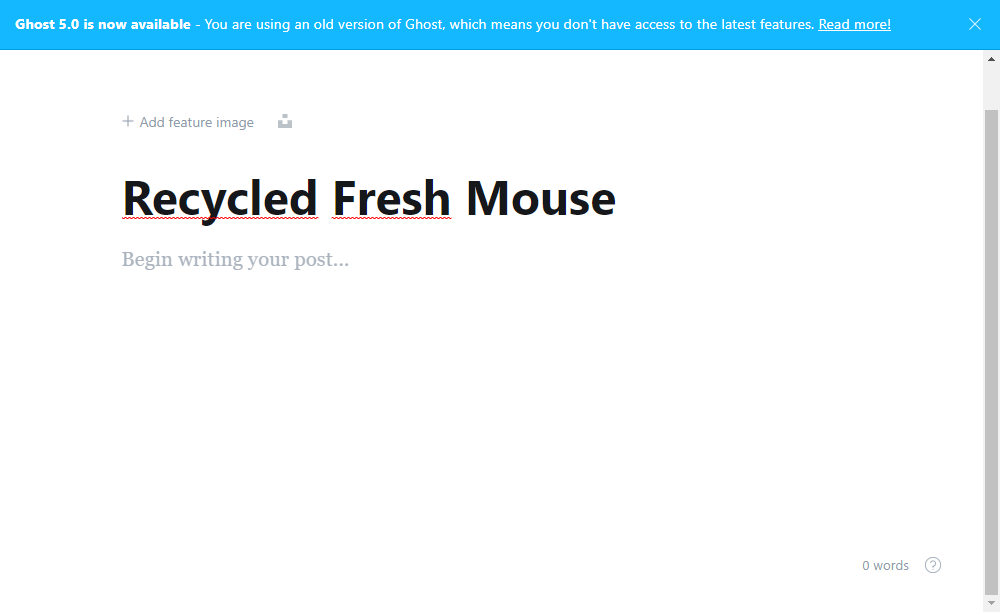 Ghost 5.0 is now available - You are using an old version of Ghost, which means you don't have access to the latest features. Read more!
Add feature image
Recycled Fresh Mouse
Begin writing your post...
0 words
?